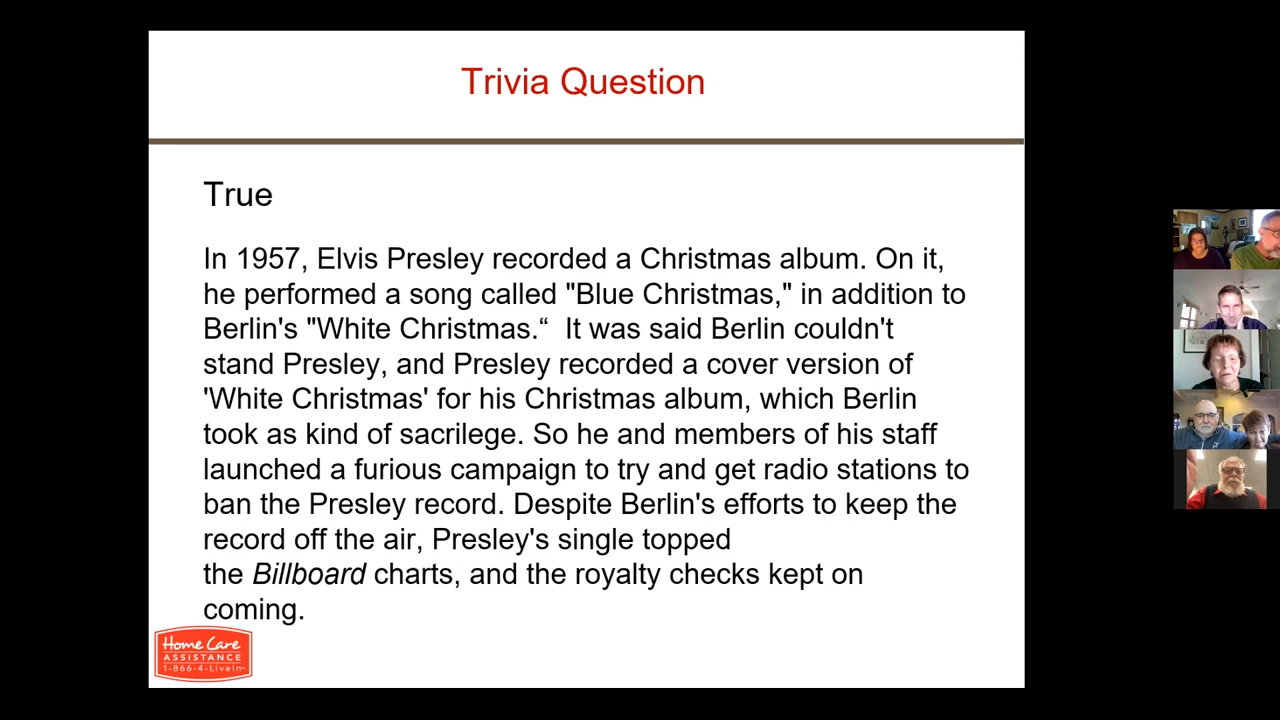 Trivia Question
True
In 1957, Elvis Presley recorded a Christmas album. On it,
he performed a song called "Blue Christmas," in addition to
Berlin's "White Christmas.“  It was said Berlin couldn't
stand Presley, and Presley recorded a cover version of
'White Christmas' for his Christmas album, which Berlin
took as kind of sacrilege. So he and members of his staff
launched a furious campaign to try and get radio stations to
ban the Presley record. Despite Berlin's efforts to keep the
record off the air, Presley's single topped
the Billboard charts, and the royalty checks kept on
coming.
Home Care
ASSISTANCE
1-866-4-LiveIn